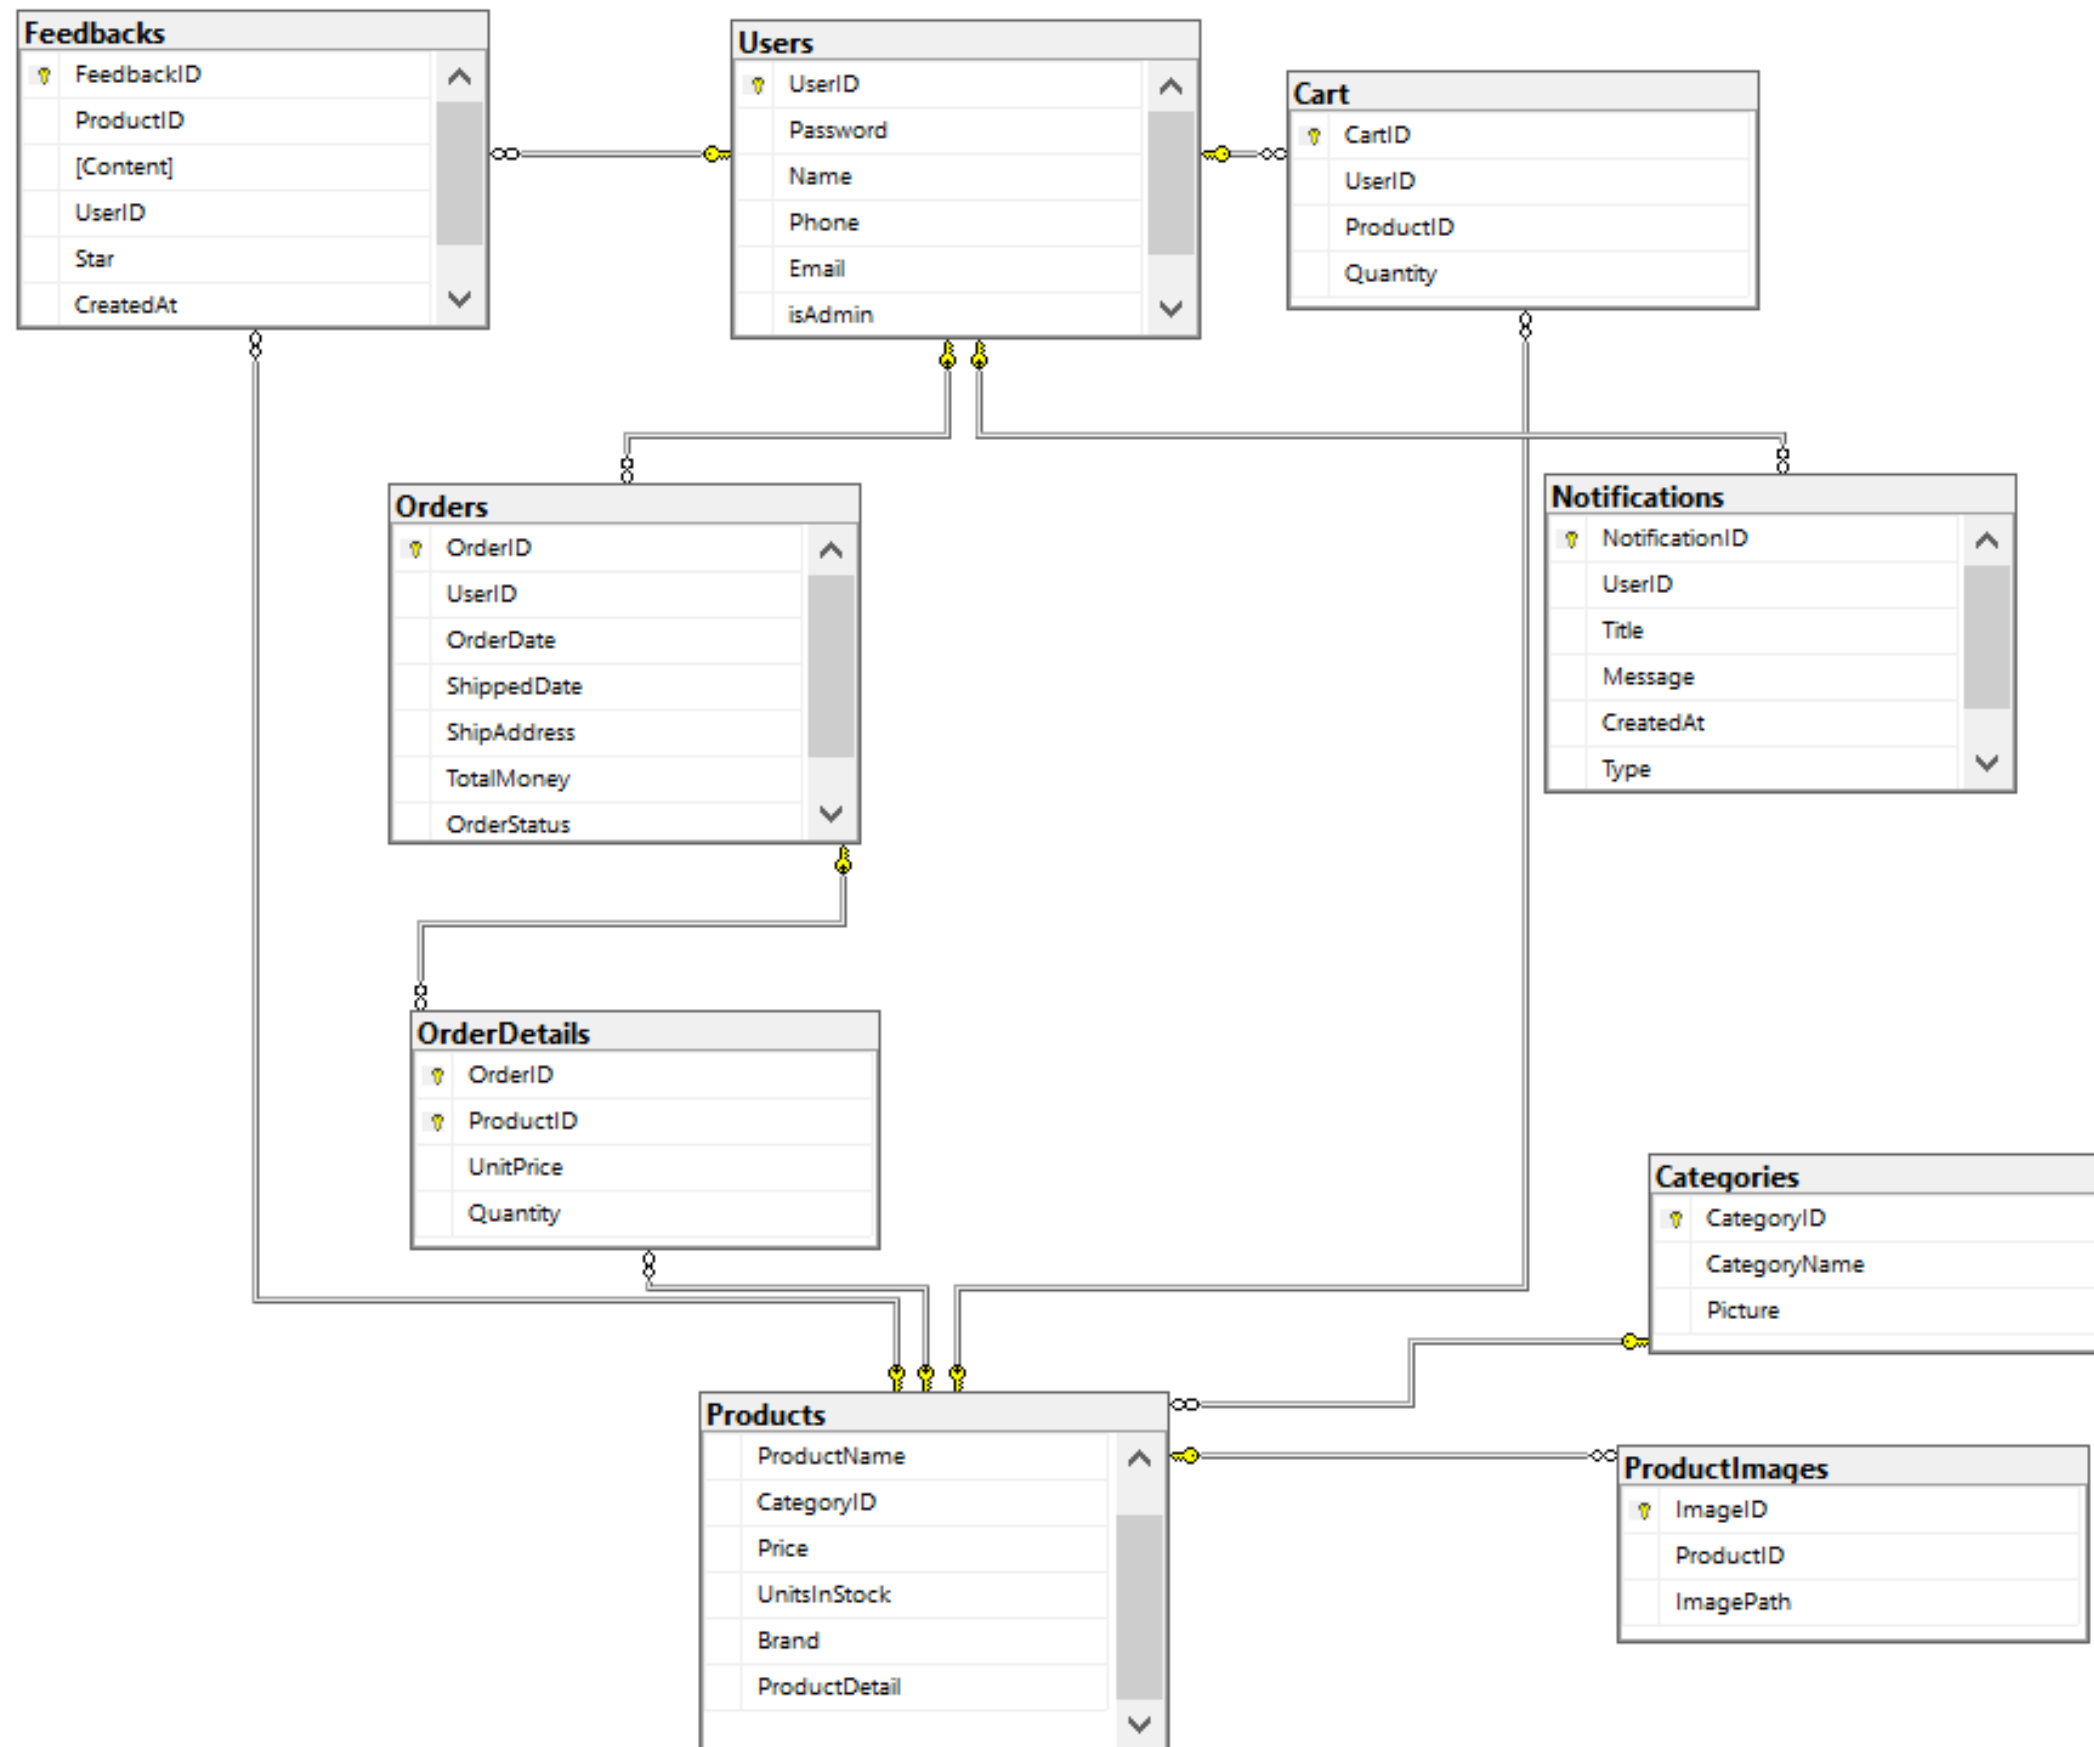 Feedbacks
FeedbackID
ProductID
[Content]
UserID
Star
CreatedAt
Users
UserID
Password
Name
Phone
Email
isAdmin
Cart
CartID
UserID
ProductID
Quantity
Orders
OrderID
UserID
OrderDate
ShippedDate
ShipAddress
TotalMoney
OrderStatus
Notifications
NotificationID
UserID
Title
Message
CreatedAt
Type
OrderDetails
OrderID
ProductID
UnitPrice
Quantity
Categories
CategoryID
CategoryName
Picture
Products
ProductName
CategoryID
Price
UnitsInStock
Brand
ProductDetail
ProductImages
ImageID
ProductID
ImagePath